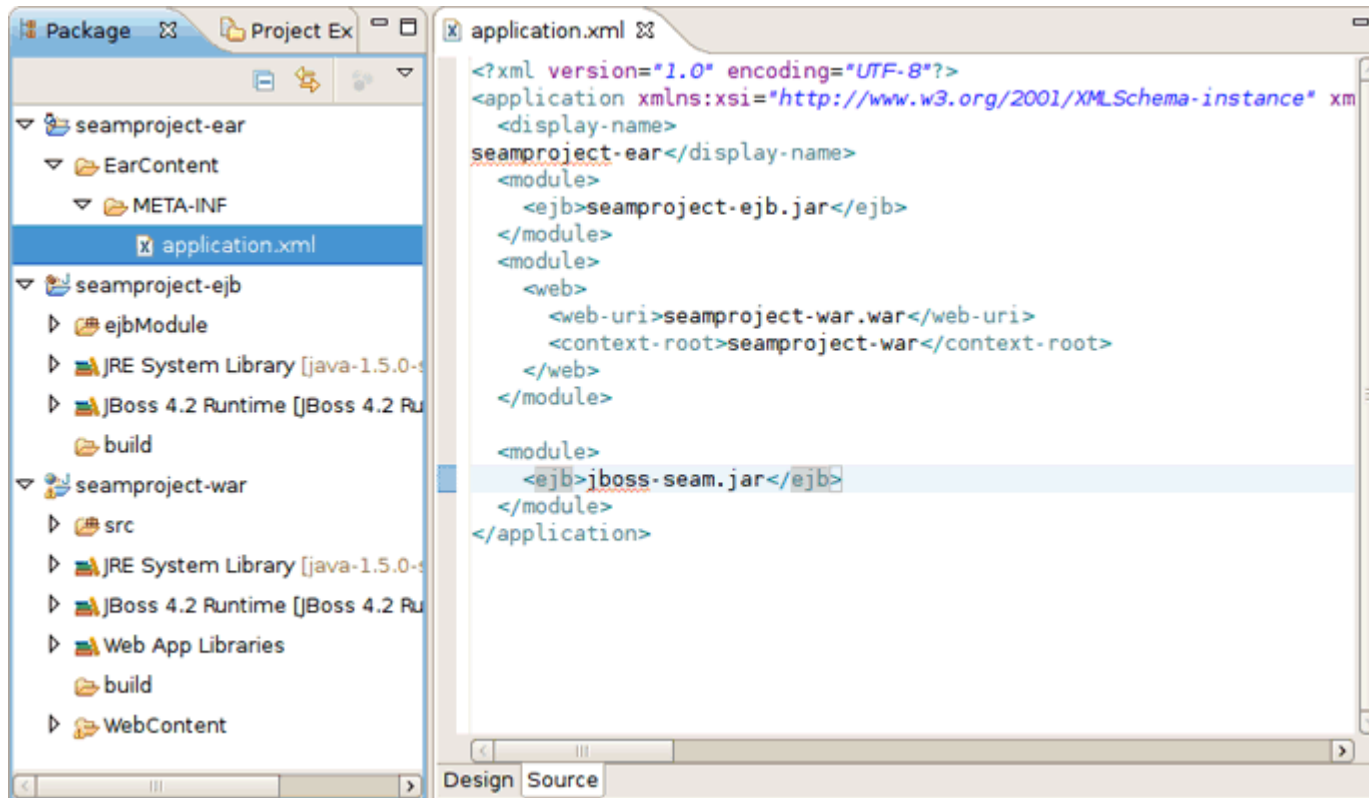 Package
Project Ex
seamproject-ear
EarContent
META-INF
application.xml
seamproject-ejb
ejbModule
JRE System Library [java-1.5.0-s
JBoss 4.2 Runtime [JBoss 4.2 Ru
build
seamproject-war
src
JRE System Library [java-1.5.0-s
JBoss 4.2 Runtime [JBoss 4.2 Ru
Web App Libraries
build
WebContent
application.xml
<?xml version="1.0" encoding="UTF-8"?>
<application xmlns:xsi="http://www.w3.org/2001/XMLSchema-instance" xm
<display-name>
seamproject-ear</display-name>
<module>
<ejb>seamproject-ejb.jar</ejb>
</module>
<module>
<web>
<web-uri>seamproject-war.war</web-uri>
<context-root>seamproject-war</context-root>
</web>
</module>
<module>
<ejb>jboss-seam.jar</ejb>
</module>
</application>
Design Source